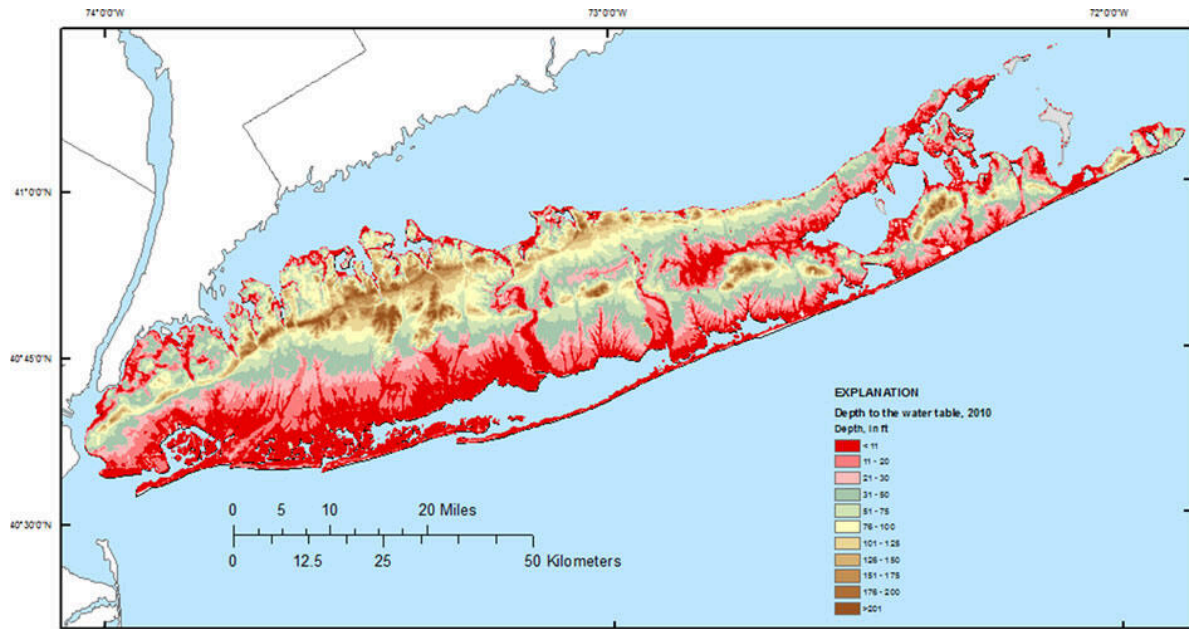 74°0'0"W 73°0'0"W 72°0'0"W
41°0'0"N
40°45'0"N
40°30'0"N
EXPLANATION
Depth to the water table, 2010
Depth, in ft
< 11
11 - 20
21 - 30
31 - 50
51 - 75
76 - 100
101 - 125
126 - 150
151 - 175
176 - 200
>201
0 5 10 20 Miles
0 12.5 25 50 Kilometers